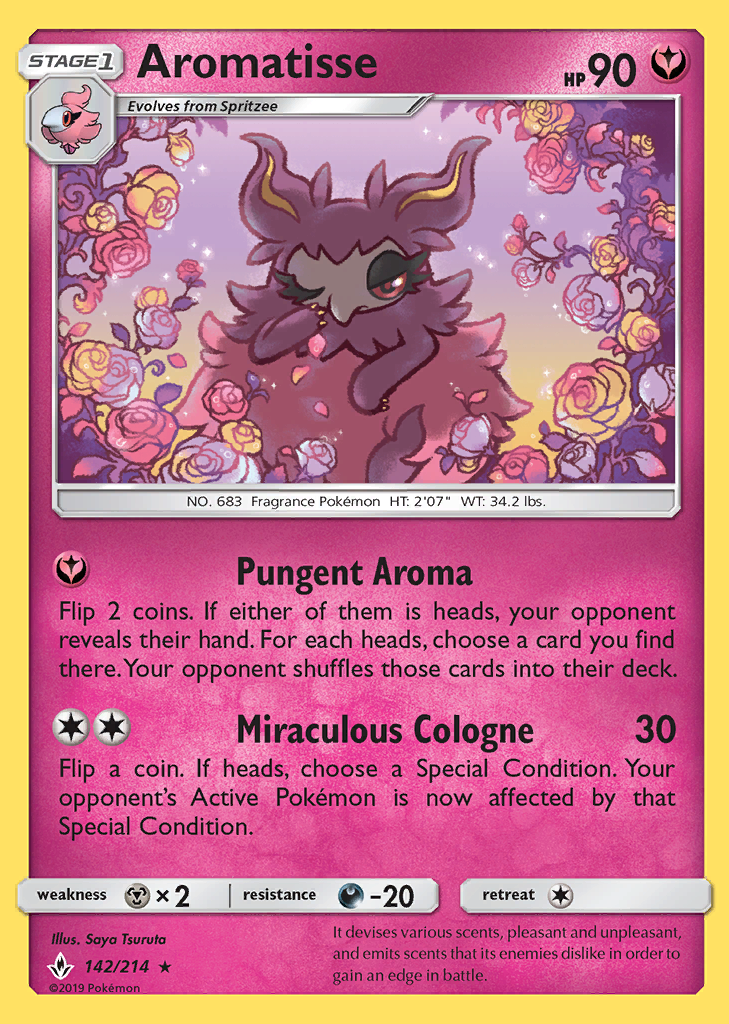 STAGE 1
Aromatisse
HP 90
Evolves from Spritzee
NO. 683 Fragrance Pokémon HT: 2'07" WT: 34.2 lbs.
Pungent Aroma
Flip 2 coins. If either of them is heads, your opponent
reveals their hand. For each heads, choose a card you find
there. Your opponent shuffles those cards into their deck.
Miraculous Cologne 30
Flip a coin. If heads, choose a Special Condition. Your
opponent's Active Pokémon is now affected by that
Special Condition.
weakness × 2 resistance -20 retreat
Illus. Saya Tsuruta
142/214 ★
©2019 Pokémon
It devises various scents, pleasant and unpleasant,
and emits scents that its enemies dislike in order to
gain an edge in battle.